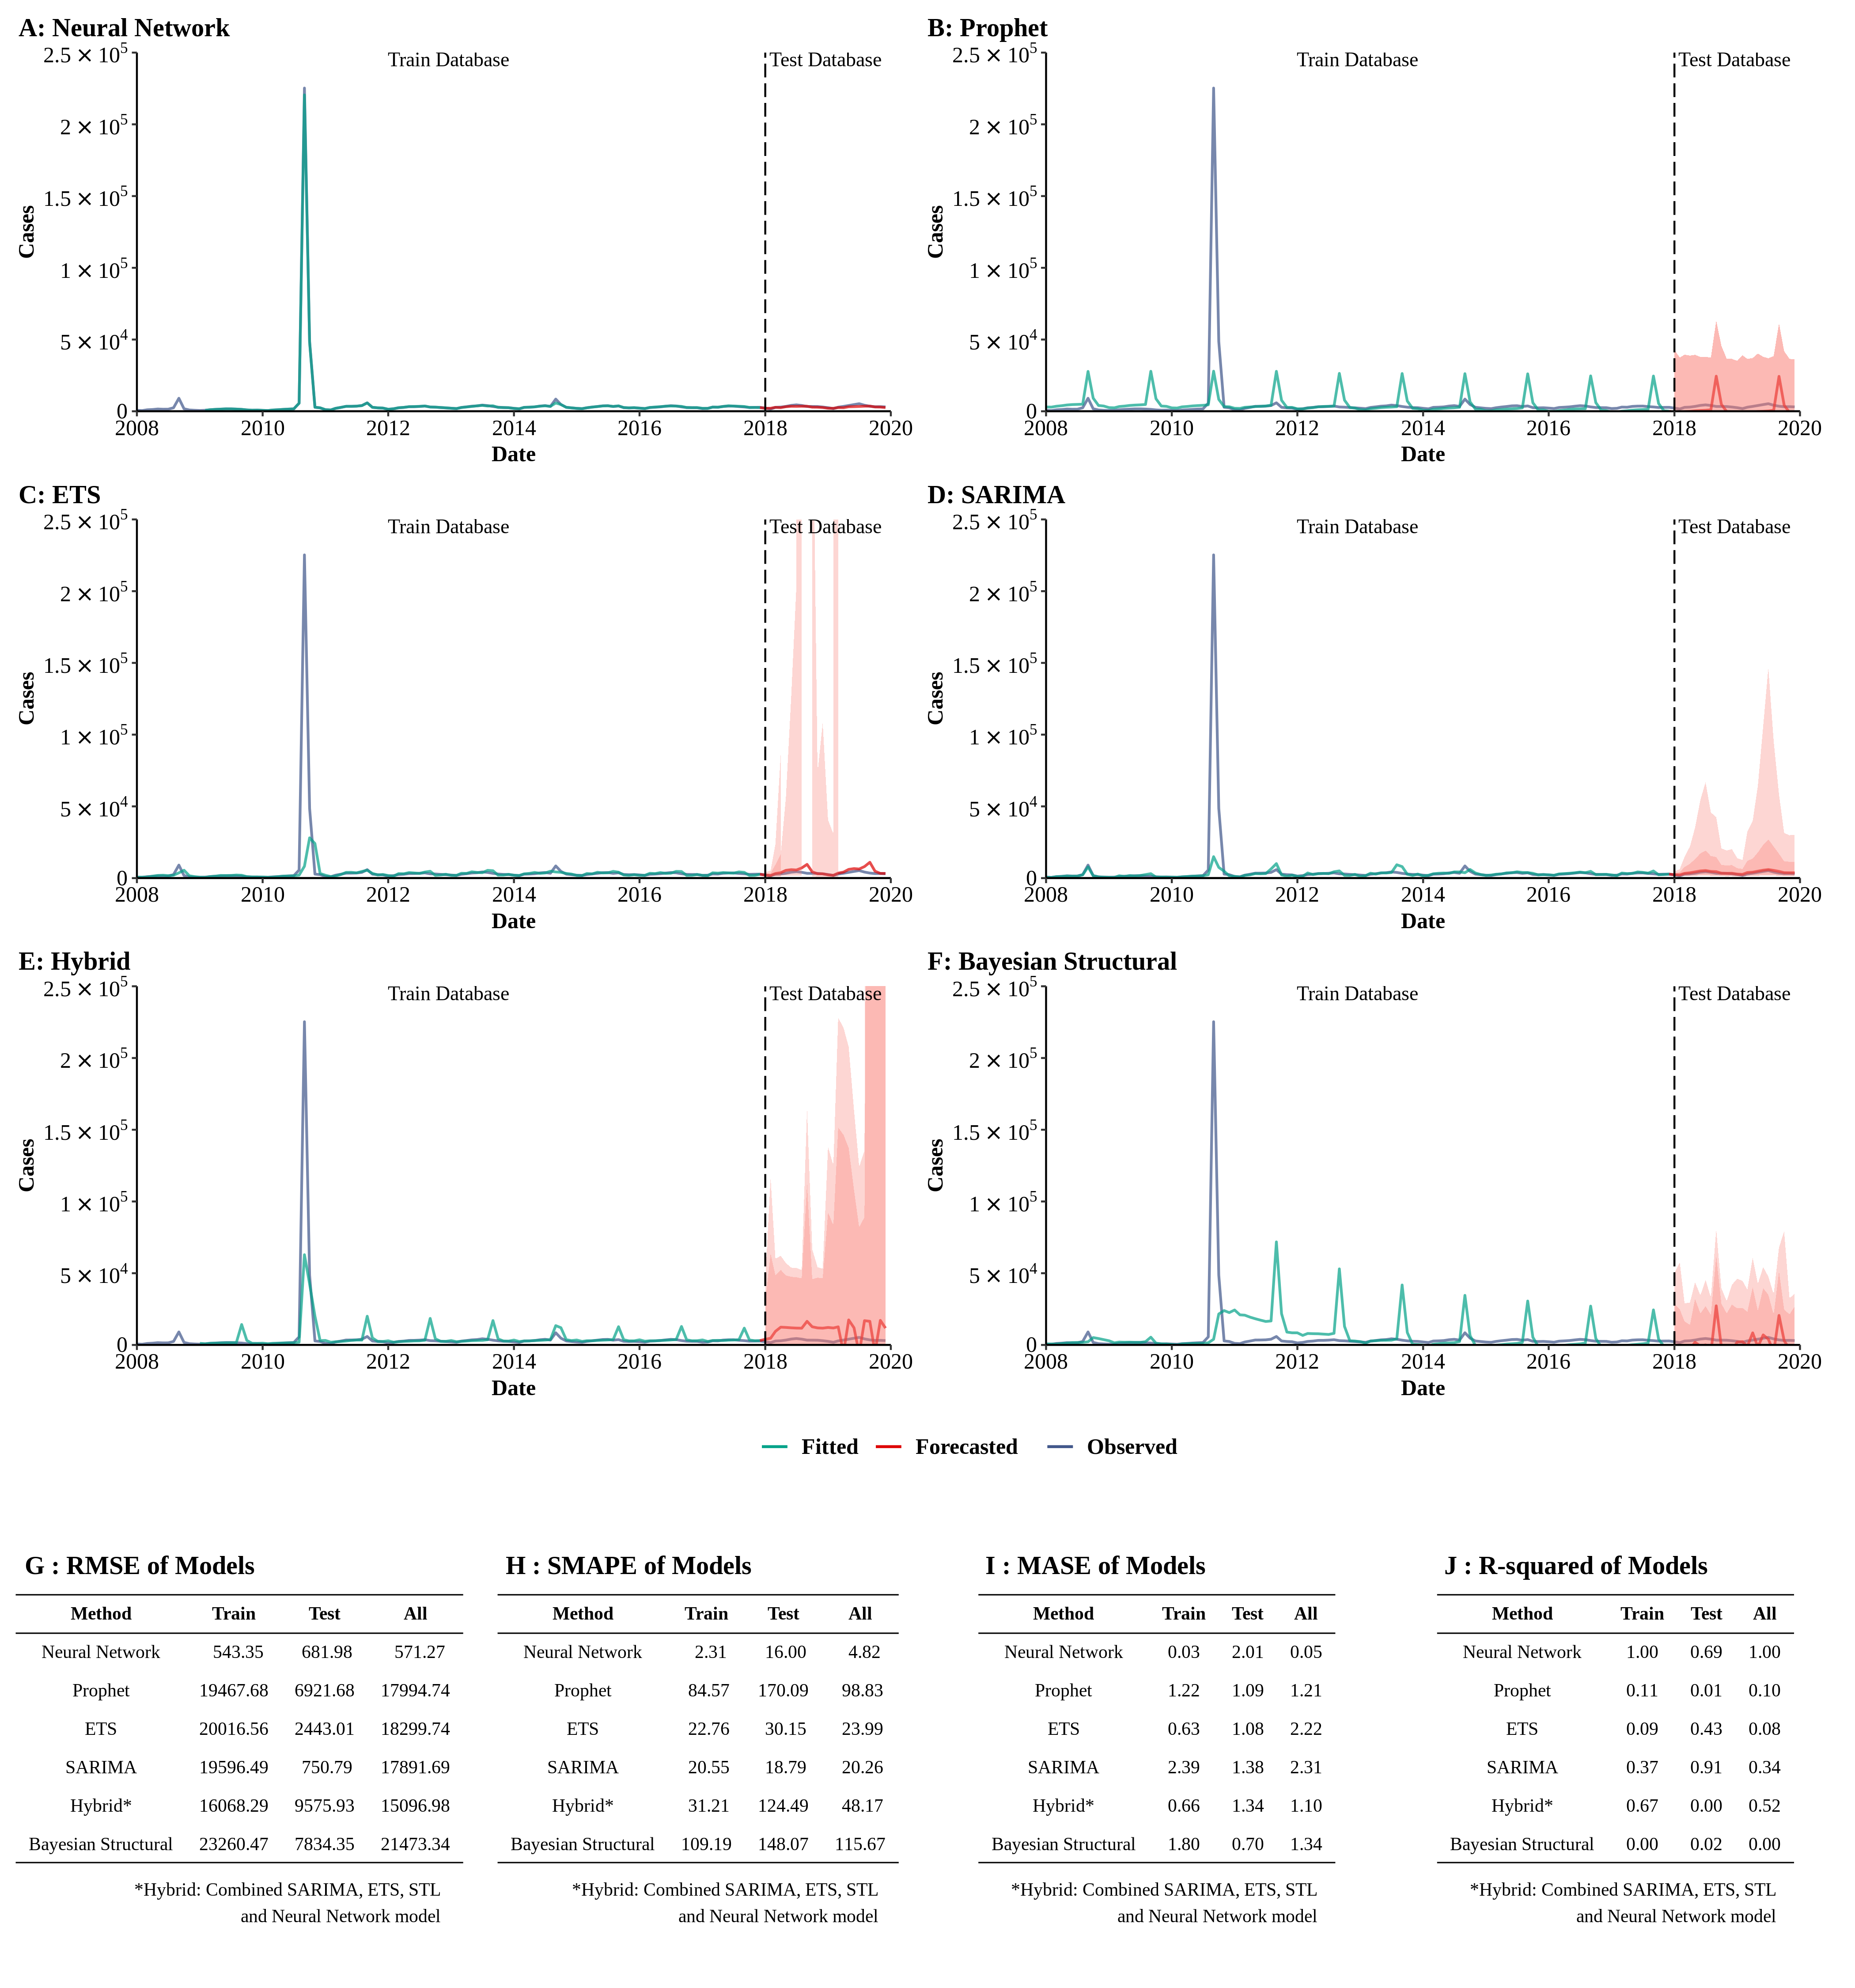 A: Neural Network
2.5 × 10^5
2 × 10^5
1.5 × 10^5
1 × 10^5
5 × 10^4
0
Cases
Train Database
Test Database
2008 2010 2012 2014 2016 2018 2020
Date
B: Prophet
2.5 × 10^5
2 × 10^5
1.5 × 10^5
1 × 10^5
5 × 10^4
0
Cases
Train Database
Test Database
2008 2010 2012 2014 2016 2018 2020
Date
C: ETS
2.5 × 10^5
2 × 10^5
1.5 × 10^5
1 × 10^5
5 × 10^4
0
Cases
Train Database
Test Database
2008 2010 2012 2014 2016 2018 2020
Date
D: SARIMA
2.5 × 10^5
2 × 10^5
1.5 × 10^5
1 × 10^5
5 × 10^4
0
Cases
Train Database
Test Database
2008 2010 2012 2014 2016 2018 2020
Date
E: Hybrid
2.5 × 10^5
2 × 10^5
1.5 × 10^5
1 × 10^5
5 × 10^4
0
Cases
Train Database
Test Database
2008 2010 2012 2014 2016 2018 2020
Date
F: Bayesian Structural
2.5 × 10^5
2 × 10^5
1.5 × 10^5
1 × 10^5
5 × 10^4
0
Cases
Train Database
Test Database
2008 2010 2012 2014 2016 2018 2020
Date
Fitted Forecasted Observed
G : RMSE of Models
Method Train Test All
Neural Network 543.35 681.98 571.27
Prophet 19467.68 6921.68 17994.74
ETS 20016.56 2443.01 18299.74
SARIMA 19596.49 750.79 17891.69
Hybrid* 16068.29 9575.93 15096.98
Bayesian Structural 23260.47 7834.35 21473.34
*Hybrid: Combined SARIMA, ETS, STL
and Neural Network model
H : SMAPE of Models
Method Train Test All
Neural Network 2.31 16.00 4.82
Prophet 84.57 170.09 98.83
ETS 22.76 30.15 23.99
SARIMA 20.55 18.79 20.26
Hybrid* 31.21 124.49 48.17
Bayesian Structural 109.19 148.07 115.67
*Hybrid: Combined SARIMA, ETS, STL
and Neural Network model
I : MASE of Models
Method Train Test All
Neural Network 0.03 2.01 0.05
Prophet 1.22 1.09 1.21
ETS 0.63 1.08 2.22
SARIMA 2.39 1.38 2.31
Hybrid* 0.66 1.34 1.10
Bayesian Structural 1.80 0.70 1.34
*Hybrid: Combined SARIMA, ETS, STL
and Neural Network model
J : R-squared of Models
Method Train Test All
Neural Network 1.00 0.69 1.00
Prophet 0.11 0.01 0.10
ETS 0.09 0.43 0.08
SARIMA 0.37 0.91 0.34
Hybrid* 0.67 0.00 0.52
Bayesian Structural 0.00 0.02 0.00
*Hybrid: Combined SARIMA, ETS, STL
and Neural Network model